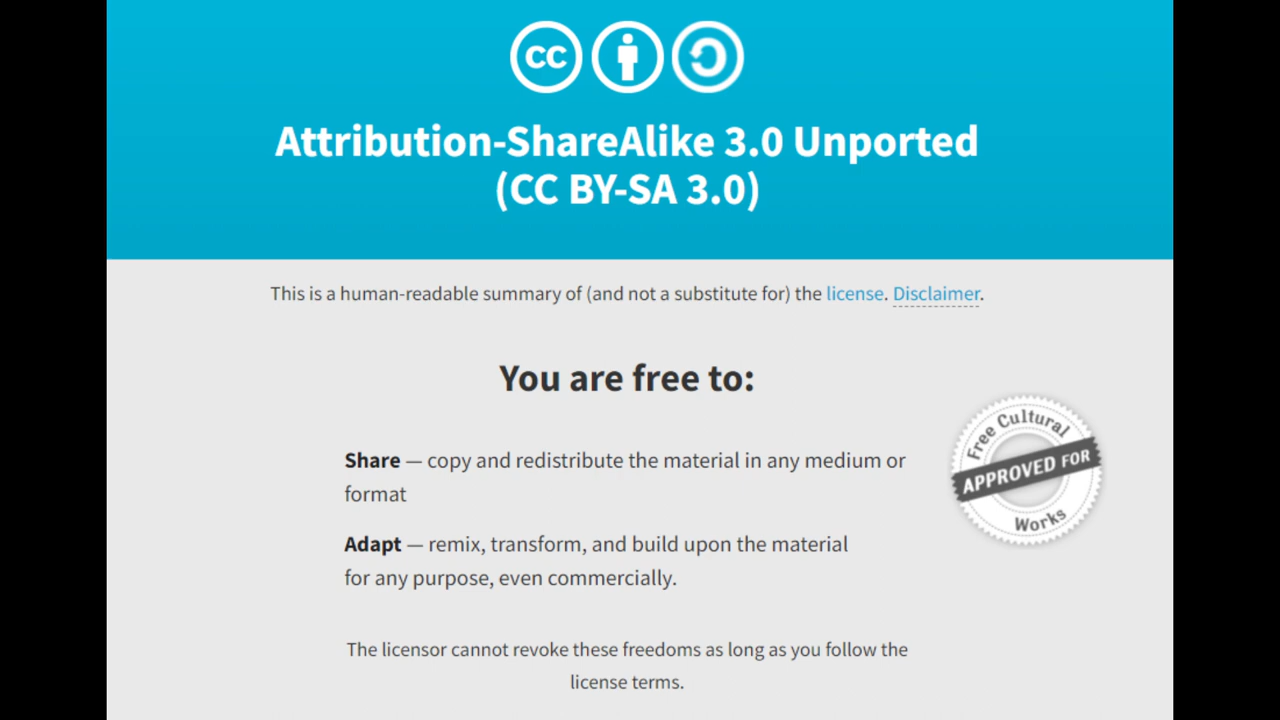 cc
Attribution-ShareAlike 3.0 Unported
(CC BY-SA 3.0)
This is a human-readable summary of (and not a substitute for) the license. Disclaimer.
You are free to:
Share — copy and redistribute the material in any medium or
format
Adapt — remix, transform, and build upon the material
for any purpose, even commercially.
Free Cultural
APPROVED FOR
Works
The licensor cannot revoke these freedoms as long as you follow the
license terms.